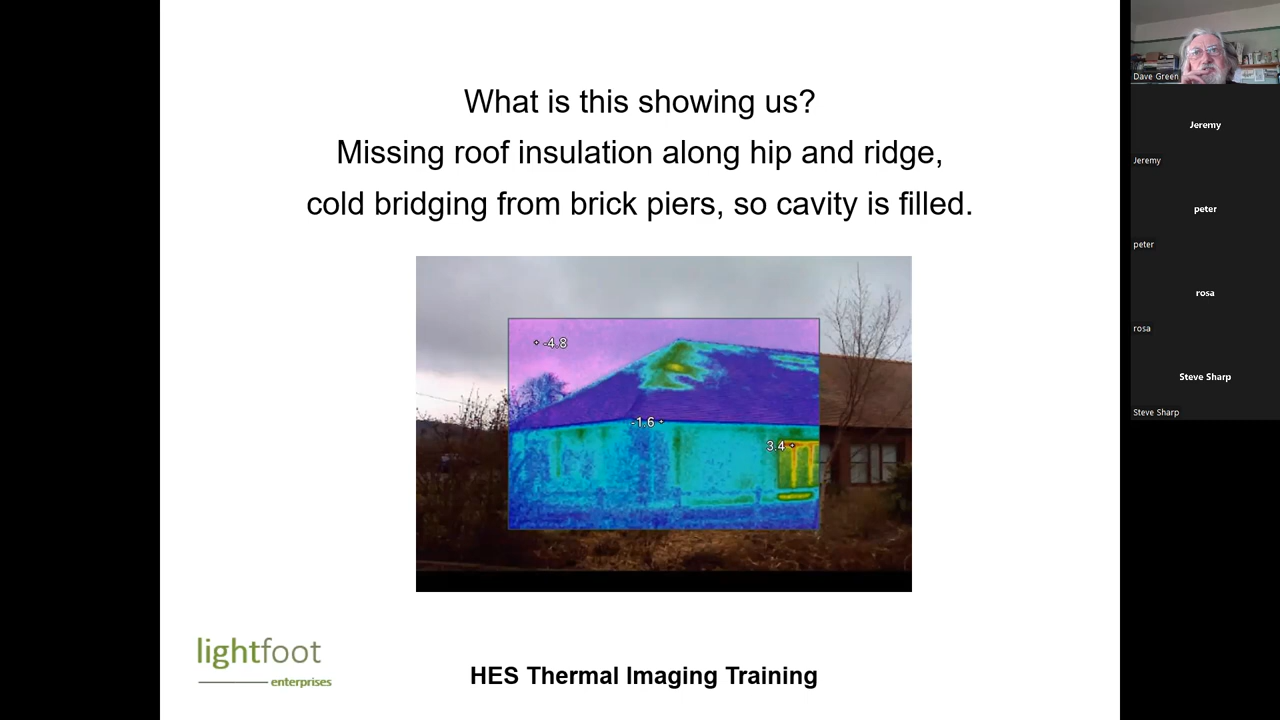 What is this showing us?
Missing roof insulation along hip and ridge,
cold bridging from brick piers, so cavity is filled.
-4.8
-1.6
3.4
lightfoot
enterprises
HES Thermal Imaging Training
Dave Green
Jeremy
Jeremy
peter
peter
rosa
rosa
Steve Sharp
Steve Sharp